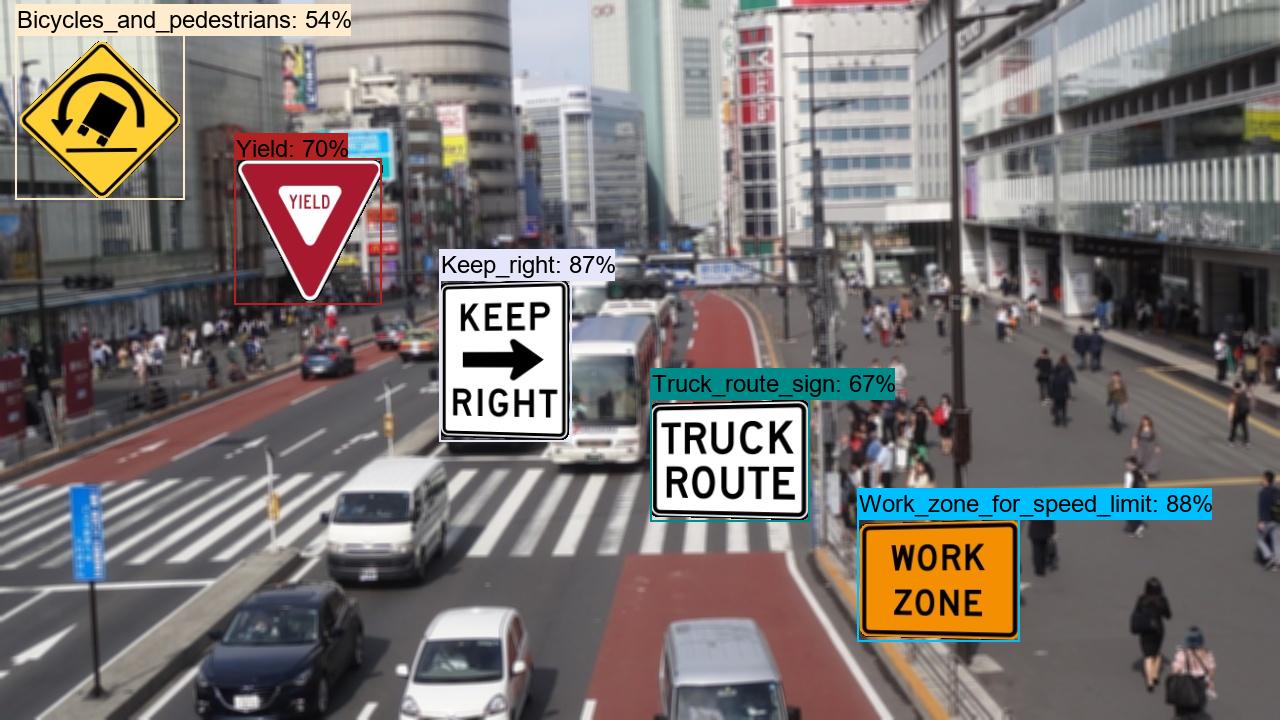 Bicycles_and_pedestrians: 54%
Yield: 70%
YIELD
Keep_right: 87%
KEEP
RIGHT
Truck_route_sign: 67%
TRUCK
ROUTE
Work_zone_for_speed_limit: 88%
WORK
ZONE